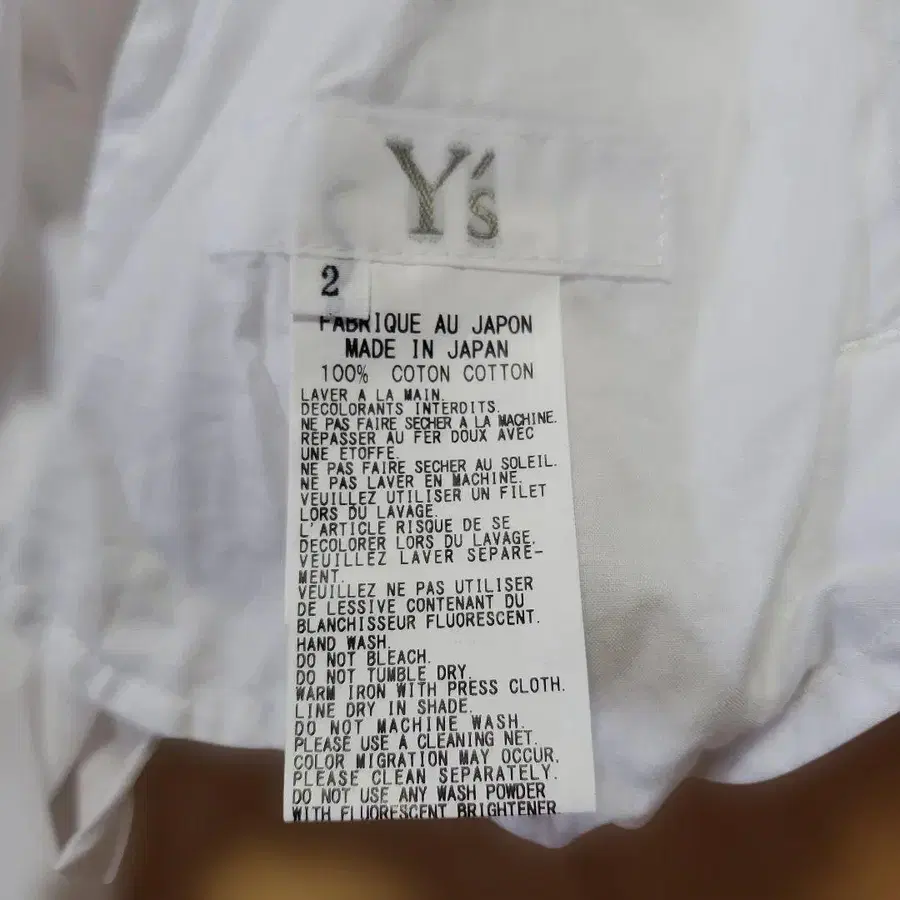 Y's
2
FABRIQUE AU JAPON
MADE IN JAPAN
100% COTON COTTON
LAVER A LA MAIN.
DECOLORANTS INTERDITS.
NE PAS FAIRE SECHER A LA MACHINE.
REPASSER AU FER DOUX AVEC
UNE ETOFFE.
NE PAS FAIRE SECHER AU SOLEIL.
NE PAS LAVER EN MACHINE.
VEUILLEZ UTILISER UN FILET
LORS DU LAVAGE.
L'ARTICLE RISQUE DE SE
DECOLORER LORS DU LAVAGE.
VEUILLEZ LAVER SEPARE-
MENT.
VEUILLEZ NE PAS UTILISER
DE LESSIVE CONTENANT DU
BLANCHISSEUR FLUORESCENT.
HAND WASH.
DO NOT BLEACH.
DO NOT TUMBLE DRY.
WARM IRON WITH PRESS CLOTH.
LINE DRY IN SHADE.
DO NOT MACHINE WASH.
PLEASE USE A CLEANING NET.
COLOR MIGRATION MAY OCCUR.
PLEASE CLEAN SEPARATELY.
DO NOT USE ANY WASH POWDER
WITH FLUORESCENT BRIGHTENER.